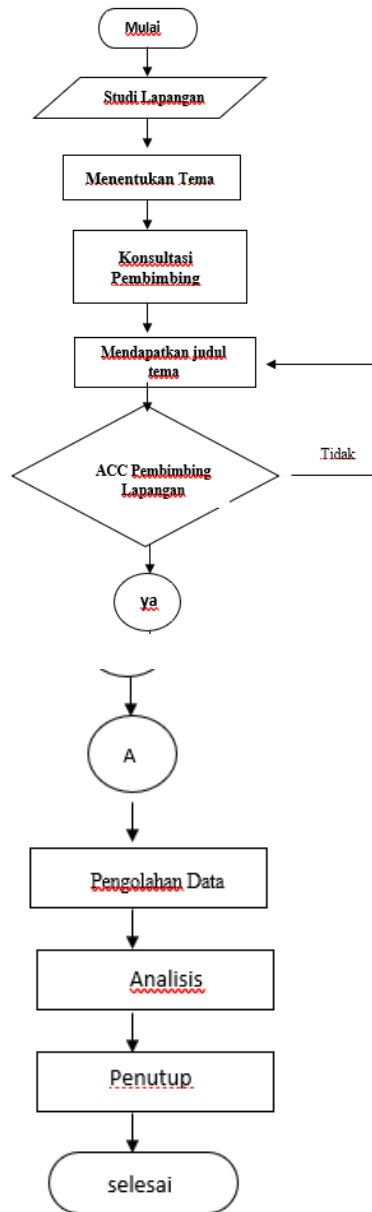 Mulai
Studi Lapangan
Menentukan Tema
Konsultasi
Pembimbing
Mendapatkan judul
tema
ACC Pembimbing
Lapangan
Tidak
ya
A
Pengolahan Data
Analisis
Penutup
selesai